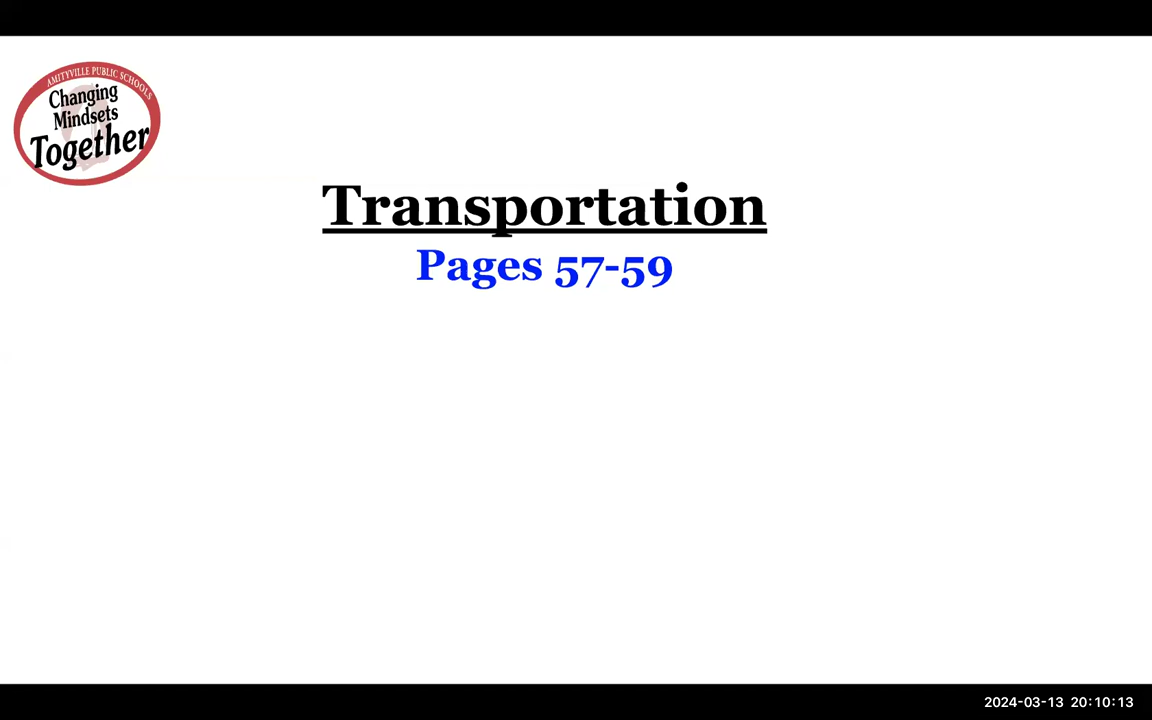 AMITYVILLE PUBLIC SCHOOLS
Changing
Mindsets
Together
Transportation
Pages 57-59
2024-03-13 20:10:13